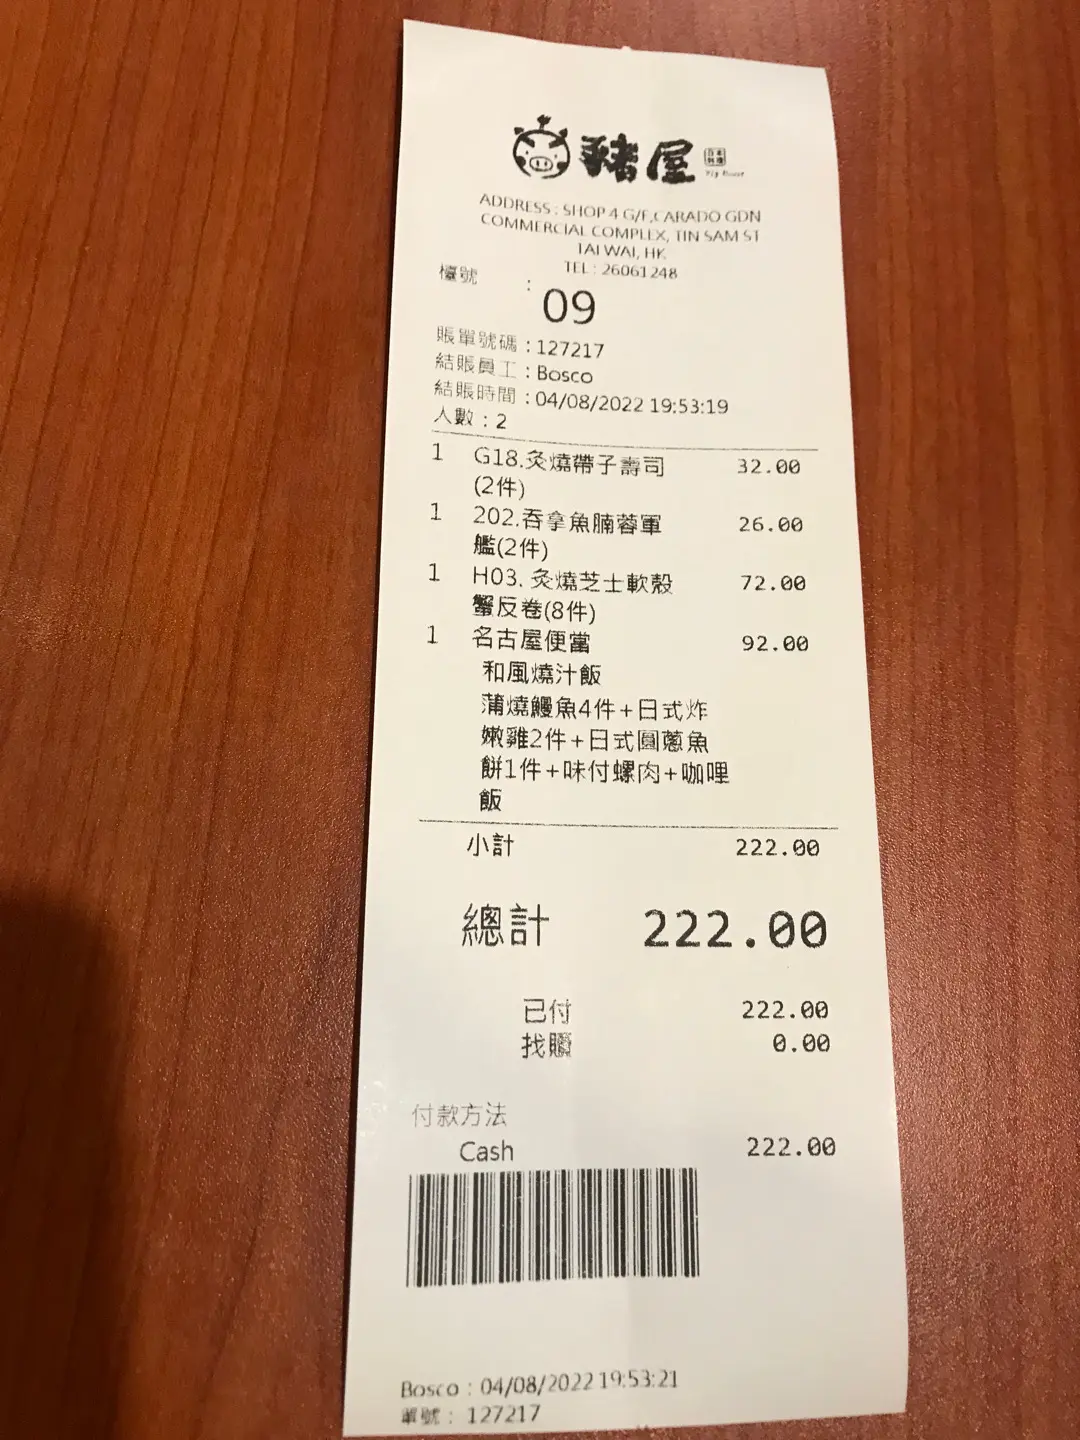 豬屋 日本料理
ADDRESS : SHOP 4 G/F,CARADO GDN
COMMERCIAL COMPLEX, TIN SAM ST
TAI WAI, HK
TEL : 26061248
檯號 :
09
賬單號碼 : 127217
結賬員工 : Bosco
結賬時間 : 04/08/2022 19:53:19
人數 : 2
1 G18.炙燒帶子壽司 32.00
(2件)
1 202.吞拿魚腩蓉軍 26.00
艦(2件)
1 H03. 炙燒芝士軟殼 72.00
蟹反卷(8件)
1 名古屋便當 92.00
和風燒汁飯
蒲燒鰻魚4件+日式炸
嫩雞2件+日式圓蔥魚
餅1件+味付螺肉+咖哩
飯
小計 222.00
總計 222.00
已付 222.00
找贖 0.00
付款方法
Cash 222.00
Bosco : 04/08/2022 19:53:21
單號 : 127217